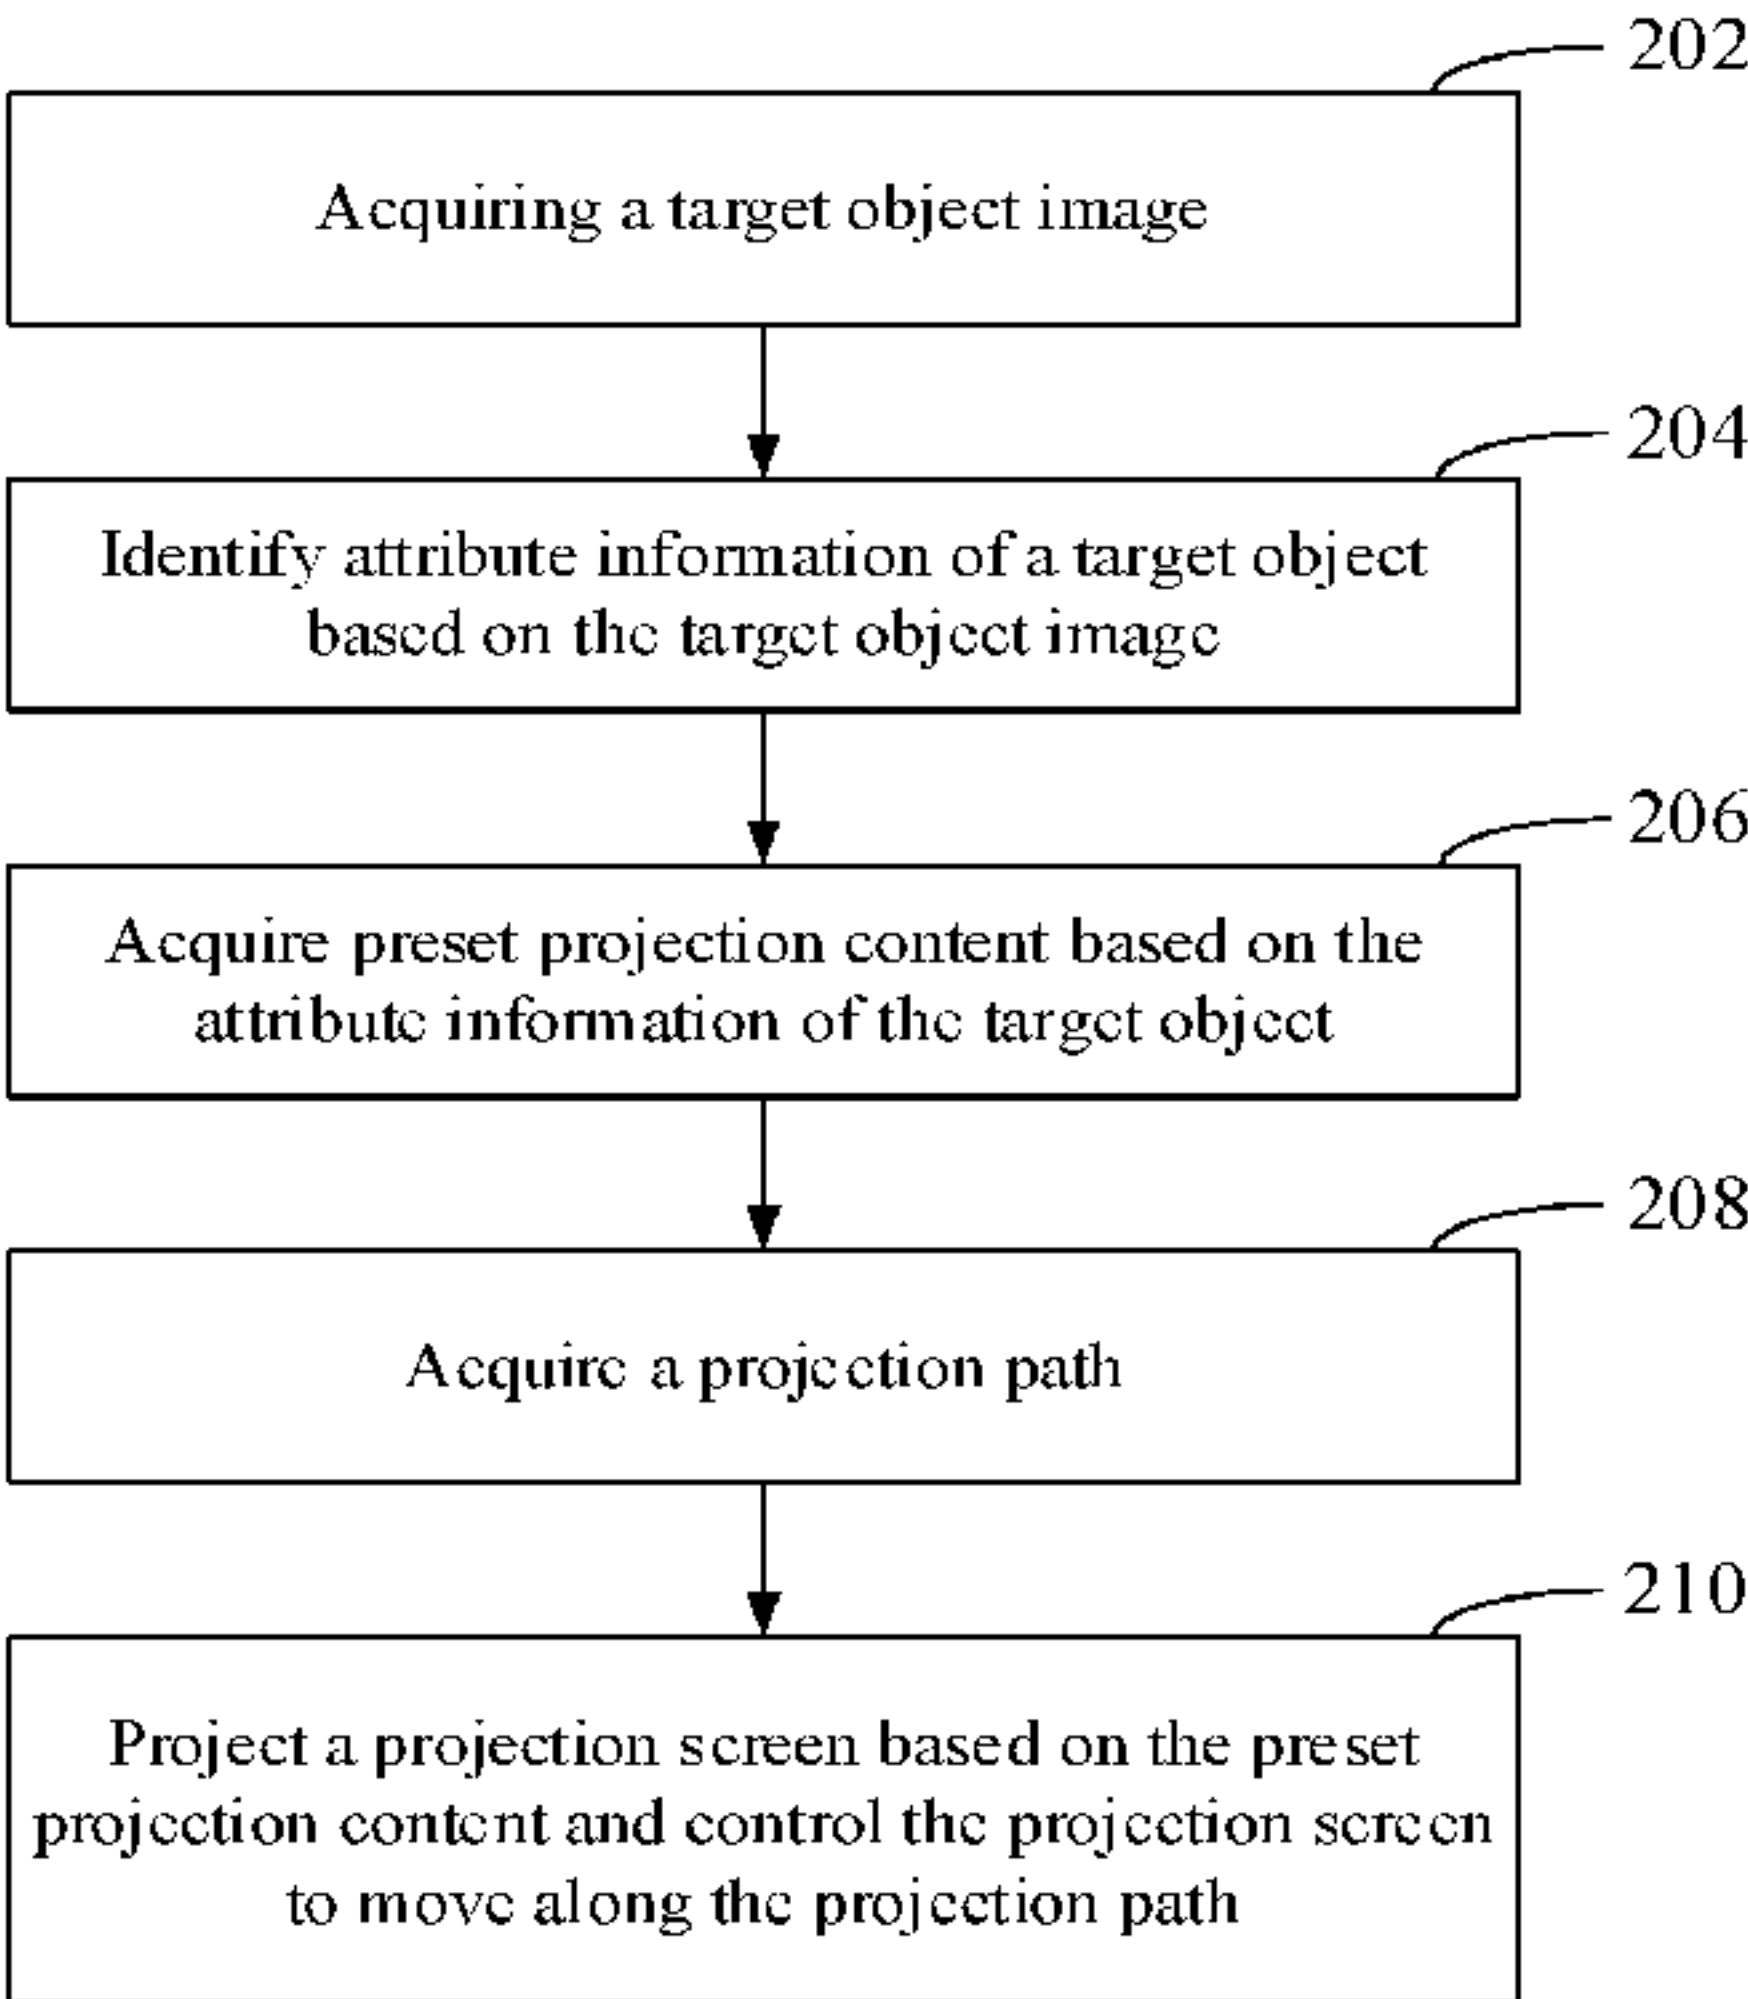 202
Acquiring a target object image
204
Identify attribute information of a target object
based on the target object image
206
Acquire preset projection content based on the
attribute information of the target object
208
Acquire a projection path
210
Project a projection screen based on the preset
projection content and control the projection screen
to move along the projection path